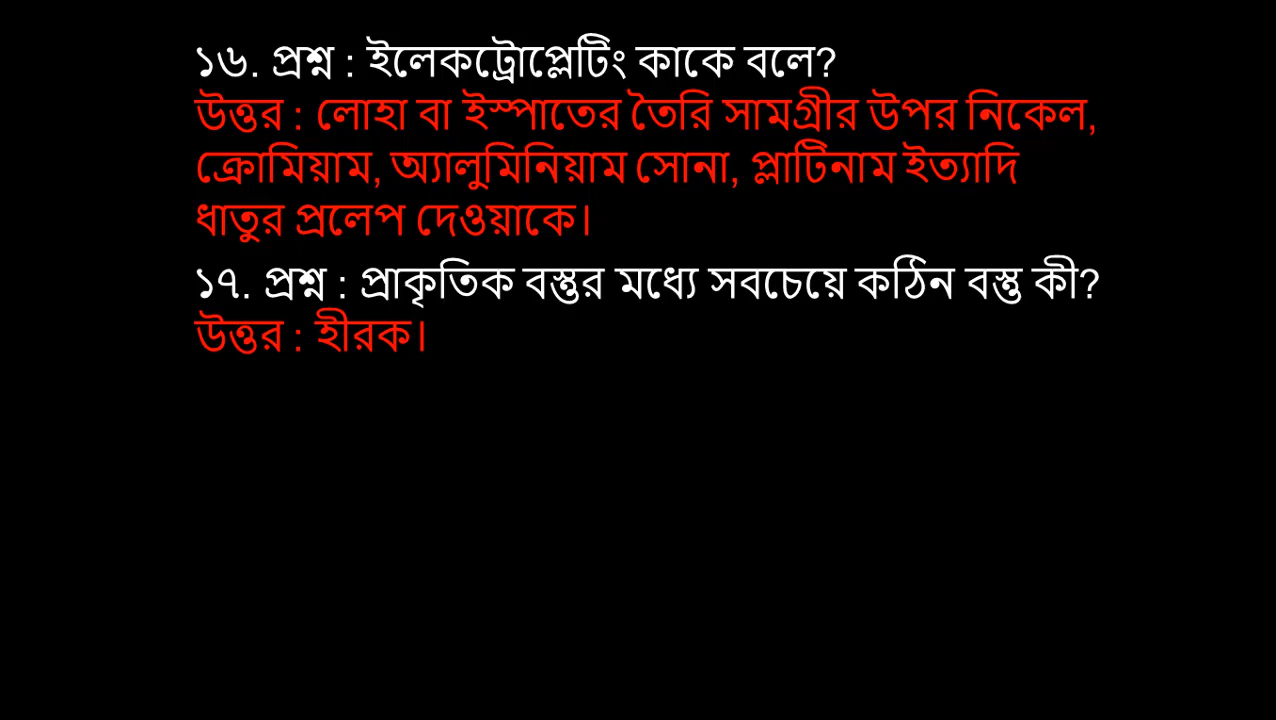 ১৬. প্রশ্ন : ইলেকট্রোপ্লেটিং কাকে বলে?
উত্তর : লোহা বা ইস্পাতের তৈরি সামগ্রীর উপর নিকেল,
ক্রোমিয়াম, অ্যালুমিনিয়াম সোনা, প্লাটিনাম ইত্যাদি
ধাতুর প্রলেপ দেওয়াকে।
১৭. প্রশ্ন : প্রাকৃতিক বস্তুর মধ্যে সবচেয়ে কঠিন বস্তু কী?
উত্তর : হীরক।